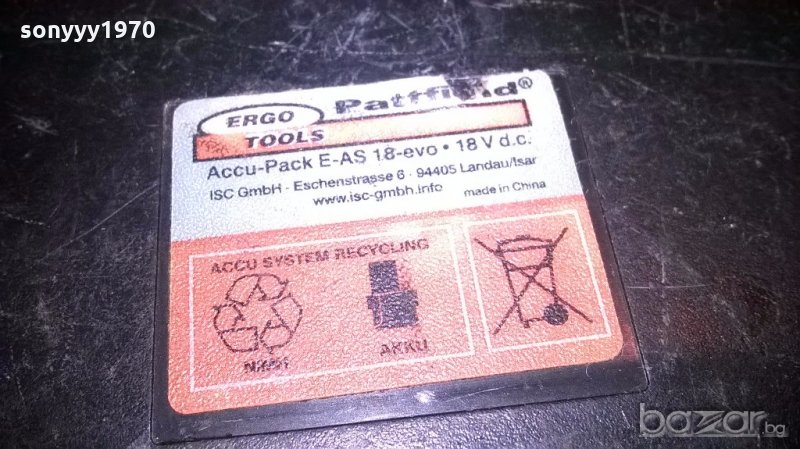 sonyyy1970
ERGO
TOOLS
Accu-Pack E-AS 18-evo • 18 V d.c.
ISC GmbH - Eschenstrasse 6 - 94405 Landau/Isar
www.isc-gmbh.info
made in China
ACCU SYSTEM RECYCLING
AKKU
bazar.bg